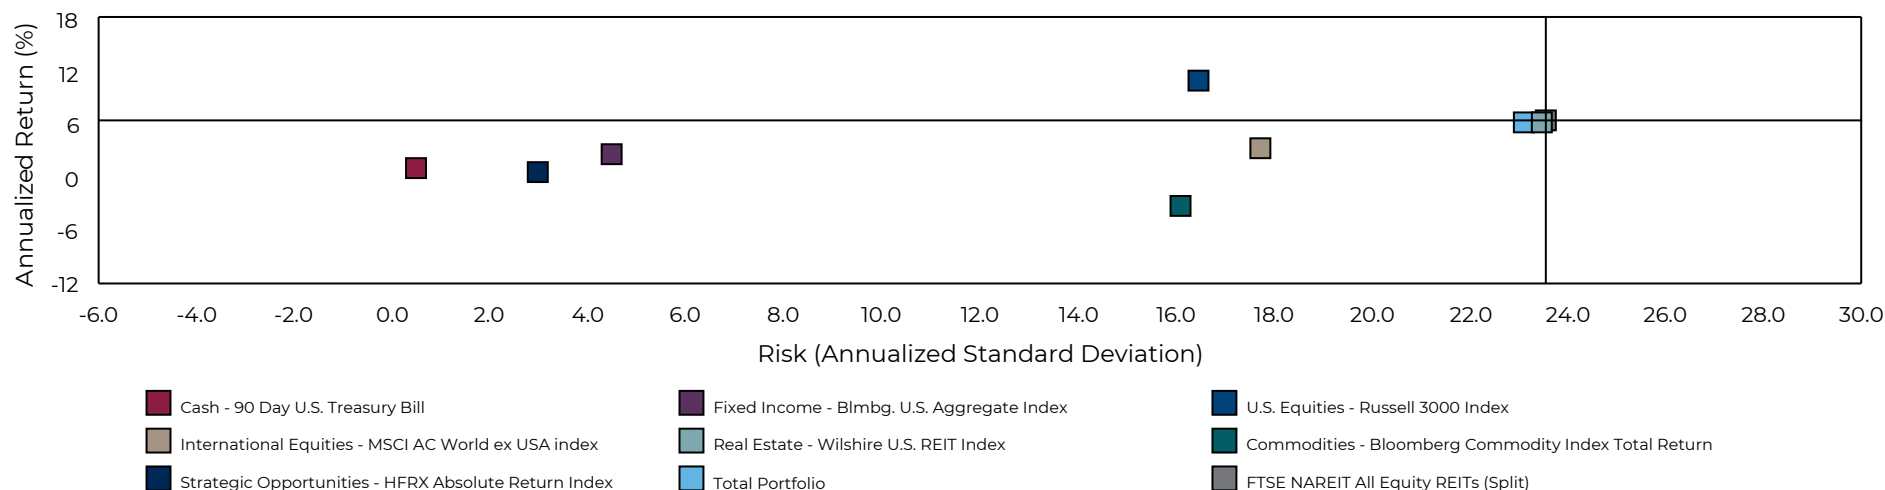 Annualized Return (%)
18
12
6
0
-6
-12
-6.0 -4.0 -2.0 0.0 2.0 4.0 6.0 8.0 10.0 12.0 14.0 16.0 18.0 20.0 22.0 24.0 26.0 28.0 30.0
Risk (Annualized Standard Deviation)
Cash - 90 Day U.S. Treasury Bill Fixed Income - Blmbg. U.S. Aggregate Index U.S. Equities - Russell 3000 Index
International Equities - MSCI AC World ex USA index Real Estate - Wilshire U.S. REIT Index Commodities - Bloomberg Commodity Index Total Return
Strategic Opportunities - HFRX Absolute Return Index Total Portfolio FTSE NAREIT All Equity REITs (Split)